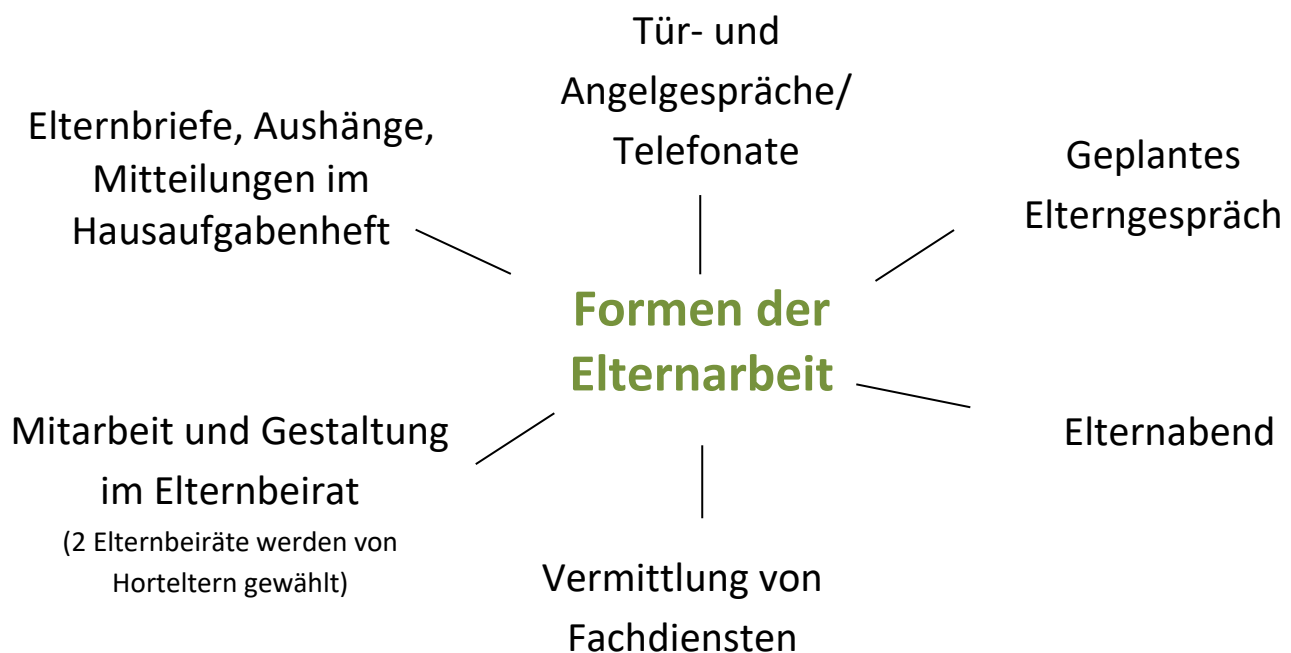 Tür- und
Angelgespräche/
Telefonate
Elternbriefe, Aushänge,
Mitteilungen im
Hausaufgabenheft
Geplantes
Elterngespräch
Formen der
Elternarbeit
Mitarbeit und Gestaltung
im Elternbeirat
(2 Elternbeiräte werden von
Horteltern gewählt)
Elternabend
Vermittlung von
Fachdiensten